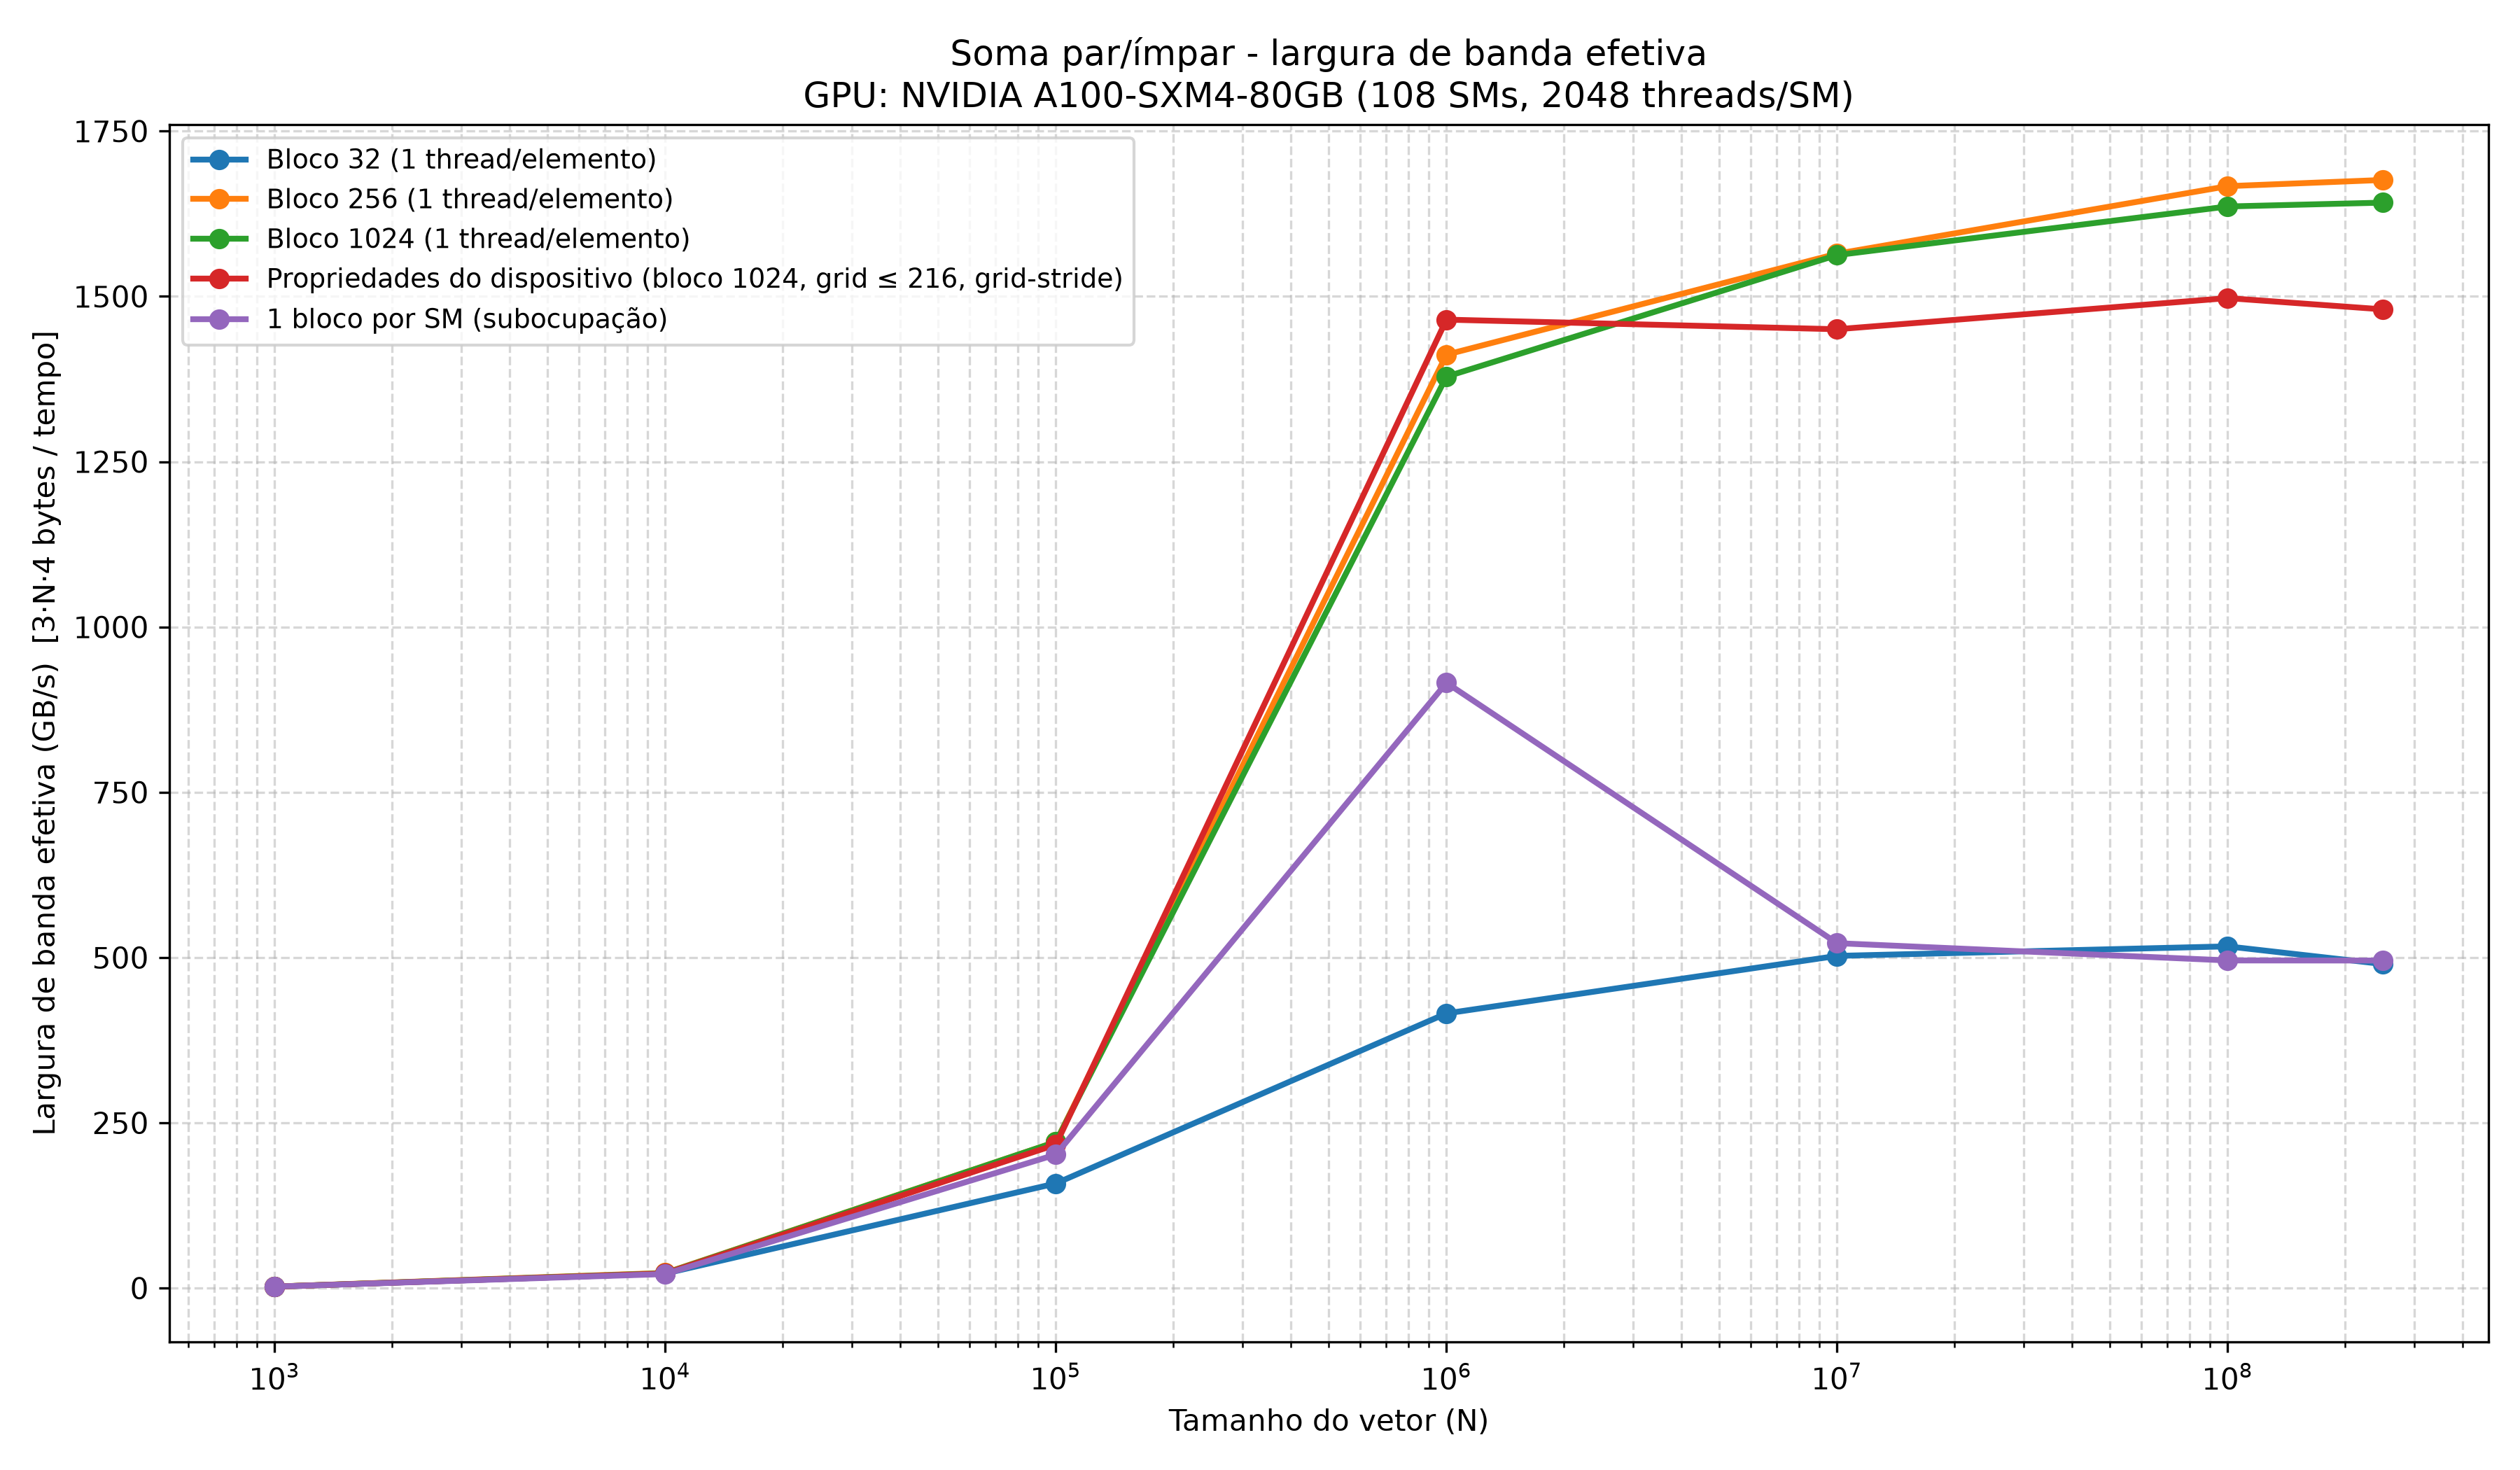 Soma par/ímpar - largura de banda efetiva
GPU: NVIDIA A100-SXM4-80GB (108 SMs, 2048 threads/SM)
Largura de banda efetiva (GB/s)  [3·N·4 bytes / tempo]
1750
1500
1250
1000
750
500
250
0
Bloco 32 (1 thread/elemento)
Bloco 256 (1 thread/elemento)
Bloco 1024 (1 thread/elemento)
Propriedades do dispositivo (bloco 1024, grid ≤ 216, grid-stride)
1 bloco por SM (subocupação)
10³
10⁴
10⁵
10⁶
10⁷
10⁸
Tamanho do vetor (N)